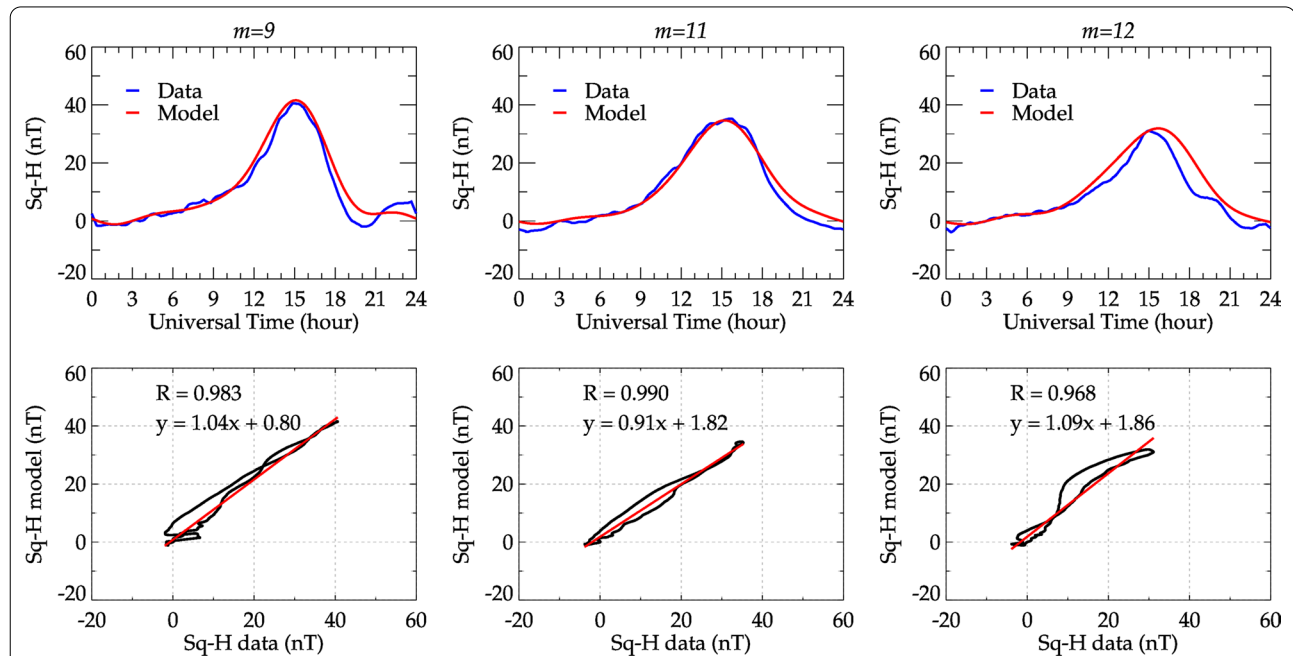 m=9
60
40
20
0
-20
Sq-H (nT)
Data
Model
0 3 6 9 12 15 18 21 24
Universal Time (hour)
m=11
60
40
20
0
-20
Sq-H (nT)
Data
Model
0 3 6 9 12 15 18 21 24
Universal Time (hour)
m=12
60
40
20
0
-20
Sq-H (nT)
Data
Model
0 3 6 9 12 15 18 21 24
Universal Time (hour)
60
40
20
0
-20
Sq-H model (nT)
R = 0.983
y = 1.04x + 0.80
-20 0 20 40 60
Sq-H data (nT)
60
40
20
0
-20
Sq-H model (nT)
R = 0.990
y = 0.91x + 1.82
-20 0 20 40 60
Sq-H data (nT)
60
40
20
0
-20
Sq-H model (nT)
R = 0.968
y = 1.09x + 1.86
-20 0 20 40 60
Sq-H data (nT)